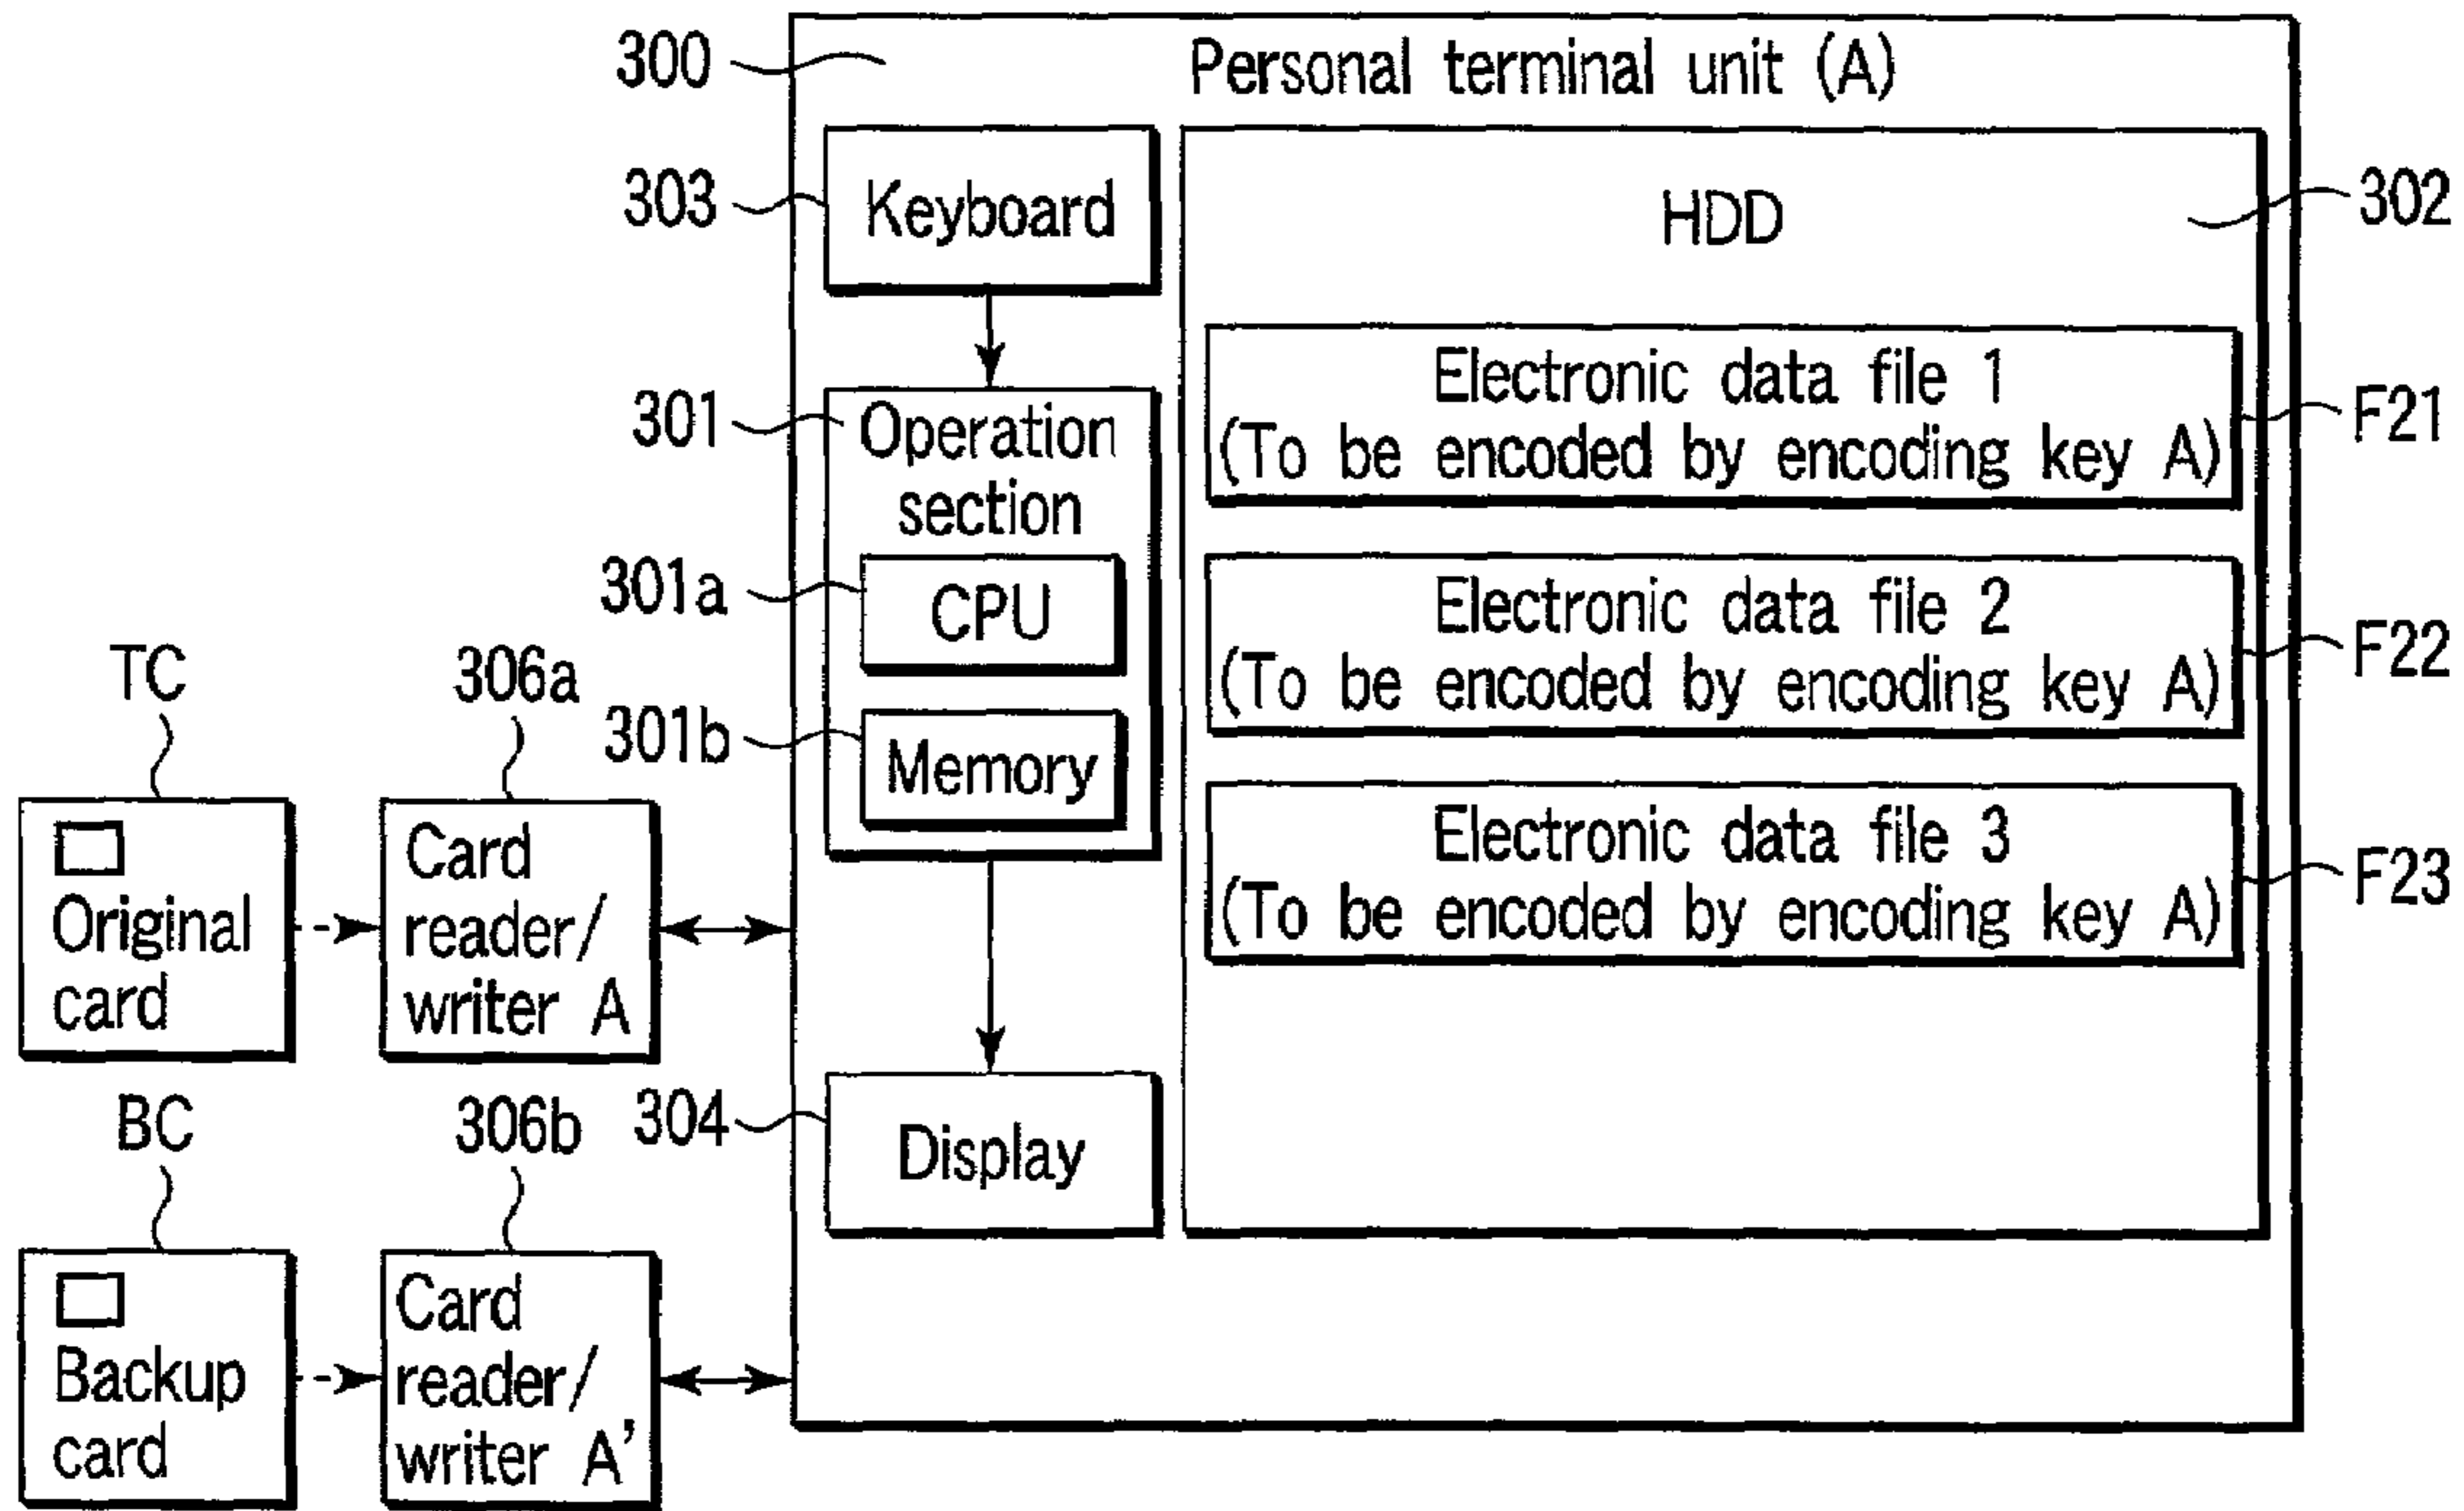 300
Personal terminal unit (A)
303
Keyboard
HDD
302
301
Operation
section
301a
CPU
301b
Memory
Electronic data file 1
(To be encoded by encoding key A)
F21
Electronic data file 2
(To be encoded by encoding key A)
F22
Electronic data file 3
(To be encoded by encoding key A)
F23
TC
306a
Original
card
Card
reader/
writer A
BC
306b
304
Display
Backup
card
Card
reader/
writer A'